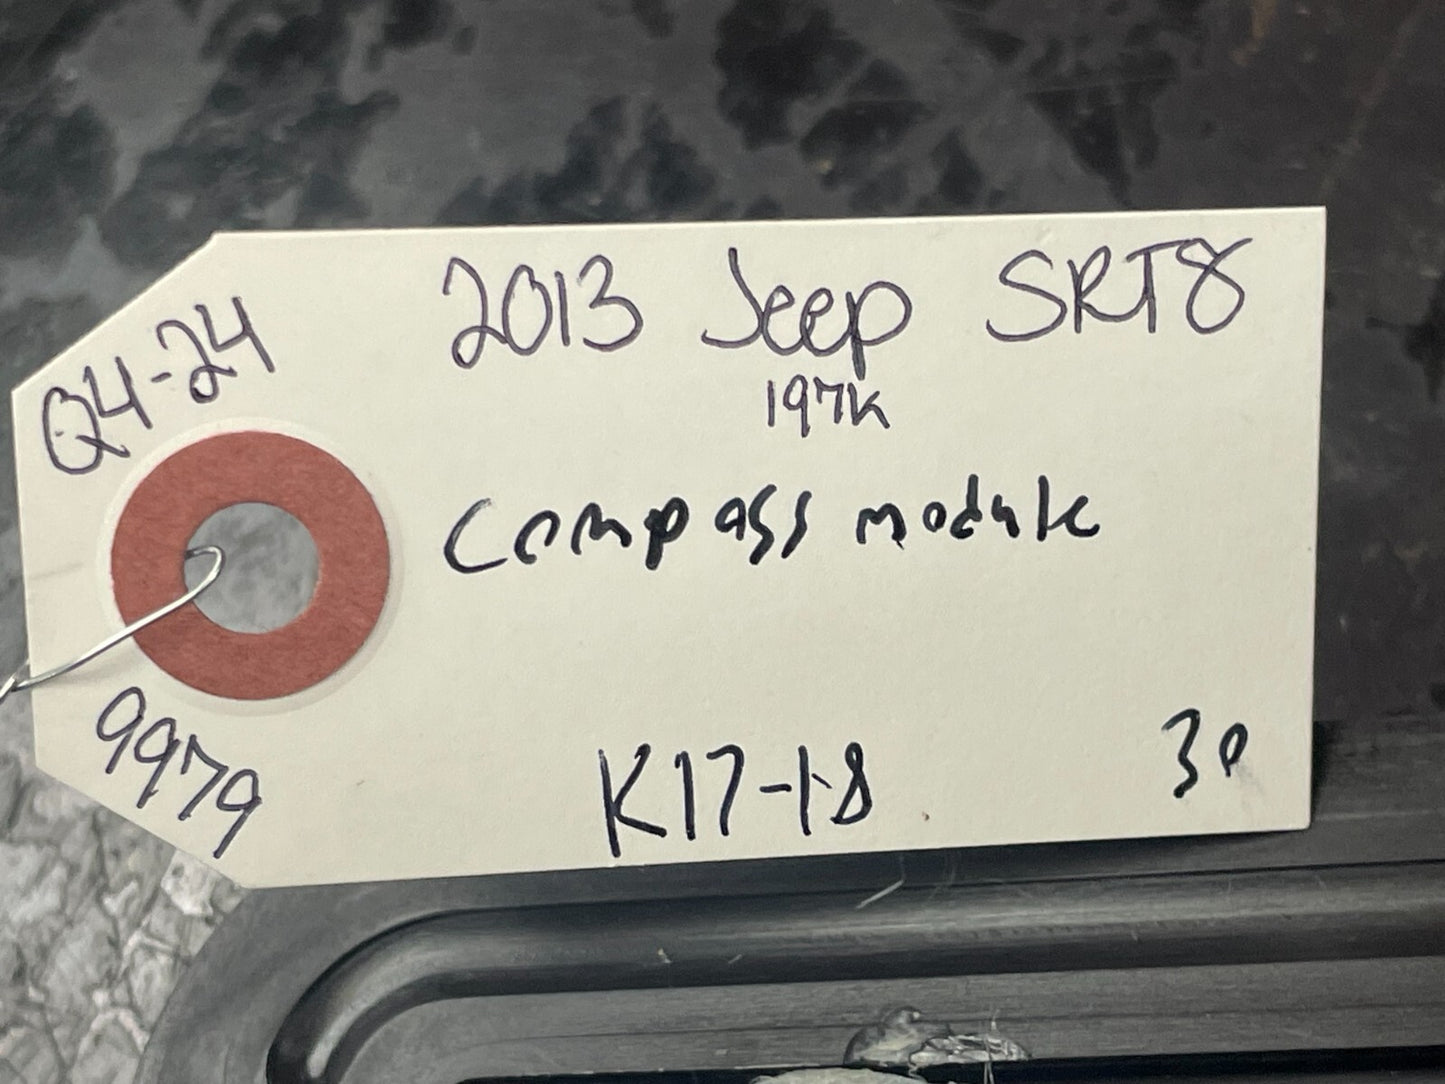 Q4-24
2013 Jeep SRT8
197K
Compass module
9979
K17-1-8
30